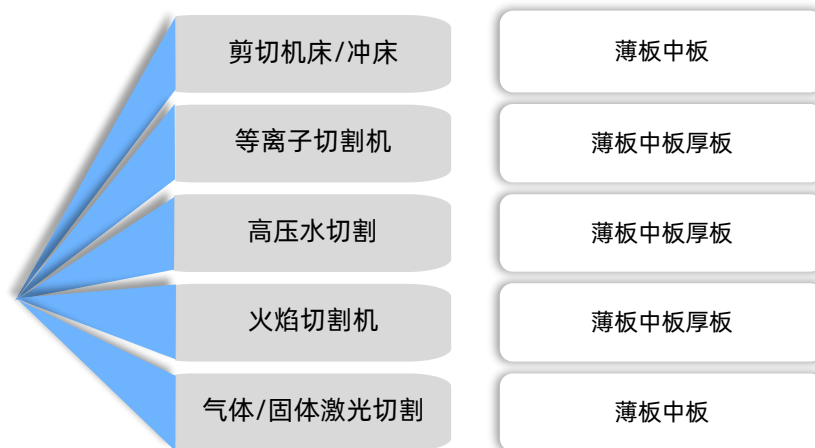 剪切机床/冲床
薄板中板
等离子切割机
薄板中板厚板
高压水切割
薄板中板厚板
火焰切割机
薄板中板厚板
气体/固体激光切割
薄板中板